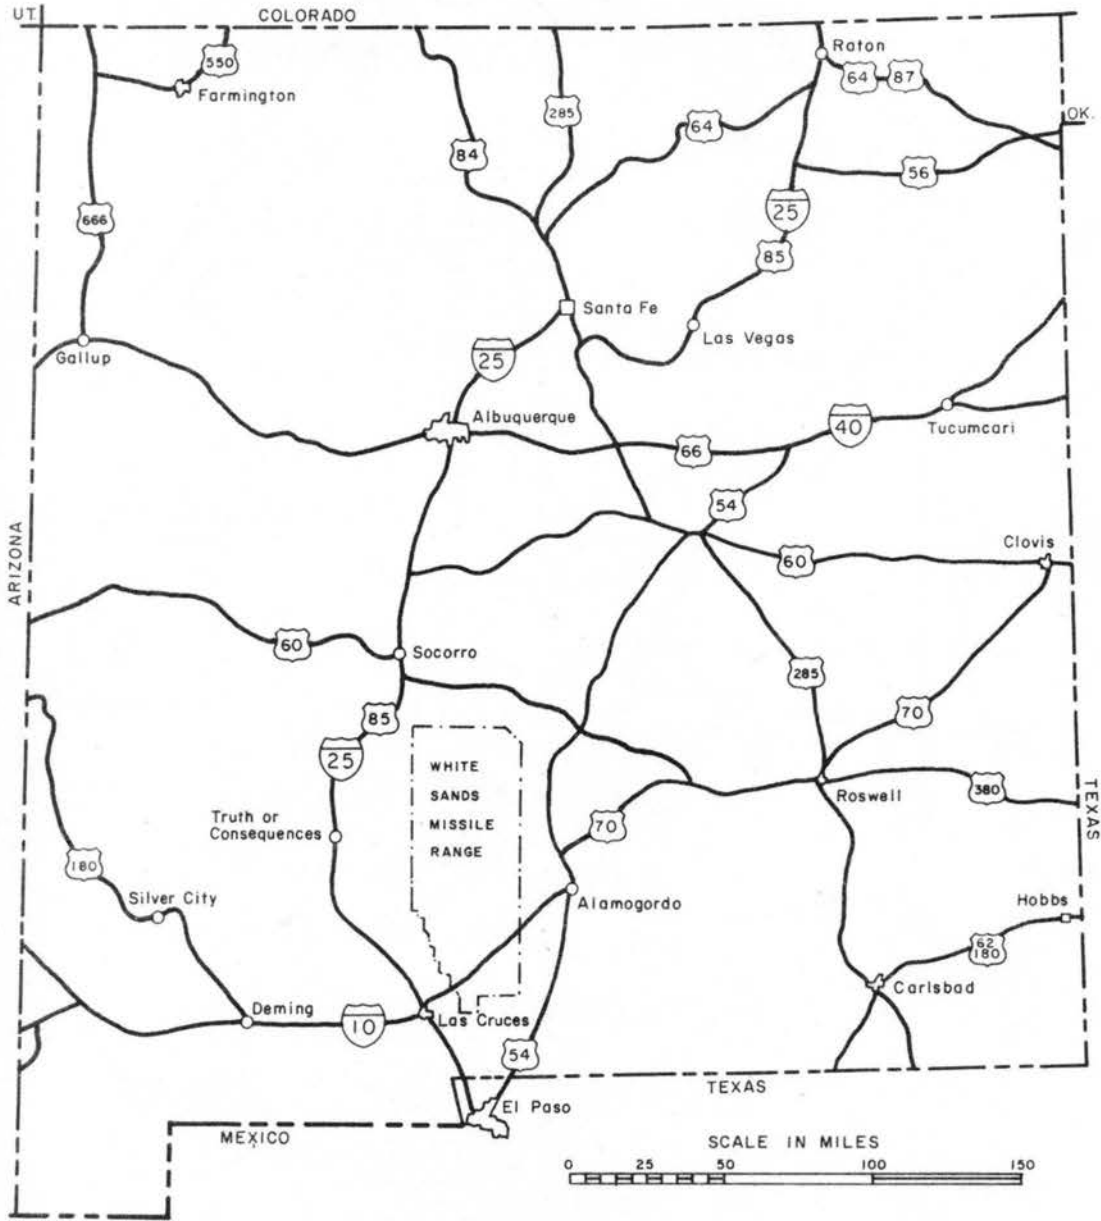 UT.
COLORADO
550
Farmington
Raton
64
87
285
64
OK.
84
56
666
25
85
Santa Fe
Las Vegas
Gallup
25
Albuquerque
40
Tucumcari
66
54
ARIZONA
Clovis
60
60
Socorro
285
85
70
25
WHITE
SANDS
MISSILE
RANGE
380
Roswell
TEXAS
Truth or
Consequences
70
180
Silver City
Alamogordo
Hobbs
62
180
Carlsbad
Deming
10
Las Cruces
54
TEXAS
El Paso
MEXICO
SCALE IN MILES
0 25 50 100 150